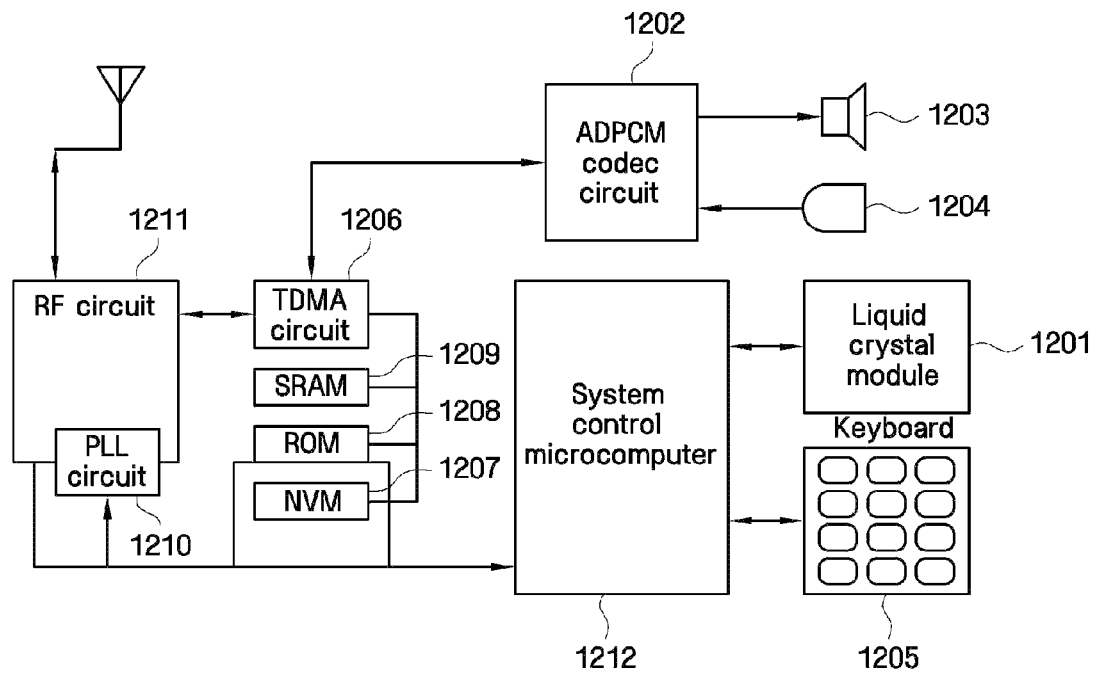 1202
ADPCM
codec
circuit
1203
1204
1211
1206
RF circuit
TDMA
circuit
1209
SRAM
1208
ROM
1207
NVM
PLL
circuit
1210
System
control
microcomputer
1212
Liquid
crystal
module
1201
Keyboard
1205